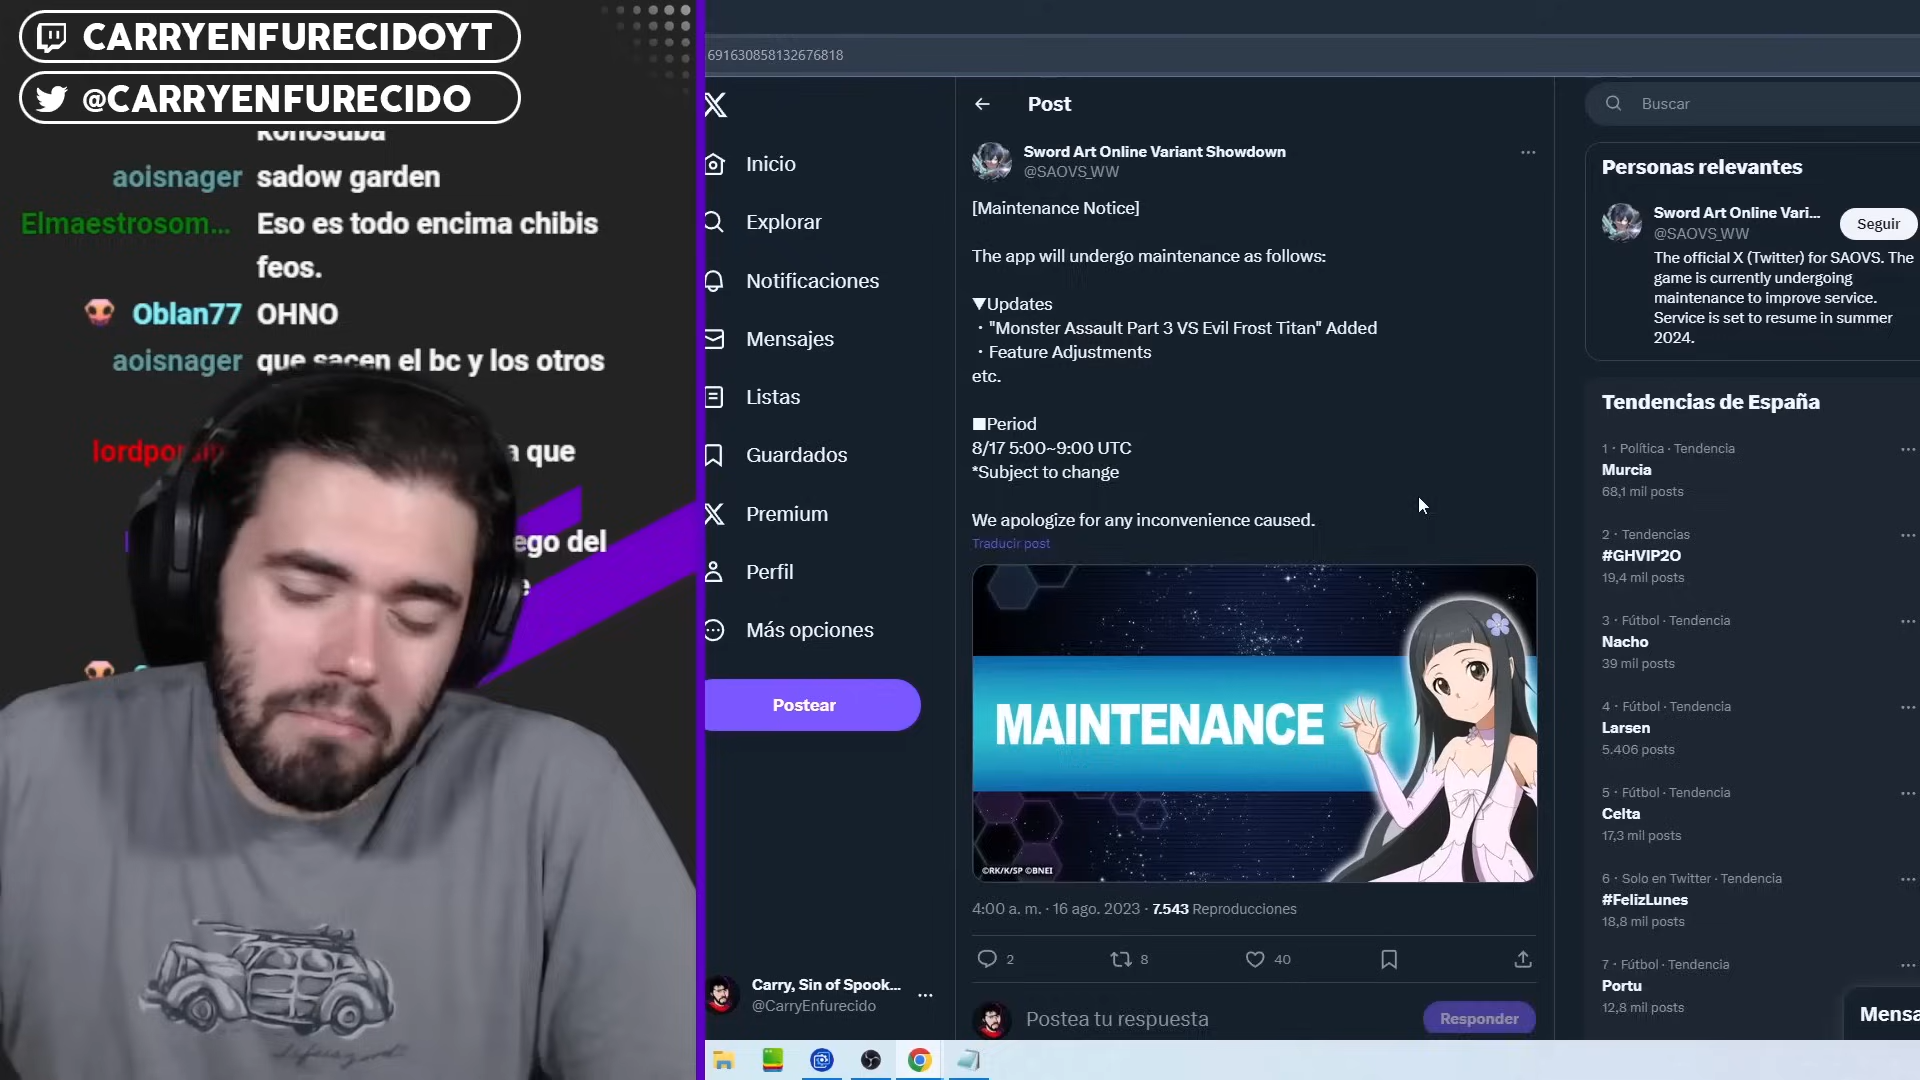 CARRYENFURECIDOYT
@CARRYENFURECIDO
konosuba
aoisnager sadow garden
Elmaestrosom... Eso es todo encima chibis
feos.
Oblan77 OHNO
aoisnager que sacen el bc y los otros
a que
ego del
691630858132676818
Post
Inicio
Explorar
Notificaciones
Mensajes
Listas
Guardados
Premium
Perfil
Más opciones
Postear
Carry, Sin of Spook...
@CarryEnfurecido
Sword Art Online Variant Showdown
@SAOVS_WW
[Maintenance Notice]
The app will undergo maintenance as follows:
▼Updates
・"Monster Assault Part 3 VS Evil Frost Titan" Added
・Feature Adjustments
etc.
■Period
8/17 5:00~9:00 UTC
*Subject to change
We apologize for any inconvenience caused.
Traducir post
MAINTENANCE
©RK/K/SP ©BNEI
4:00 a. m. · 16 ago. 2023 · 7.543 Reproducciones
2
8
40
Postea tu respuesta
Responder
Buscar
Personas relevantes
Sword Art Online Vari...
@SAOVS_WW
Seguir
The official X (Twitter) for SAOVS. The
game is currently undergoing
maintenance to improve service.
Service is set to resume in summer
2024.
Tendencias de España
1 · Política · Tendencia
Murcia
68,1 mil posts
2 · Tendencias
#GHVIP2O
19,4 mil posts
3 · Fútbol · Tendencia
Nacho
39 mil posts
4 · Fútbol · Tendencia
Larsen
5.406 posts
5 · Fútbol · Tendencia
Celta
17,3 mil posts
6 · Solo en Twitter · Tendencia
#FelizLunes
18,8 mil posts
7 · Fútbol · Tendencia
Portu
12,8 mil posts
Mensa